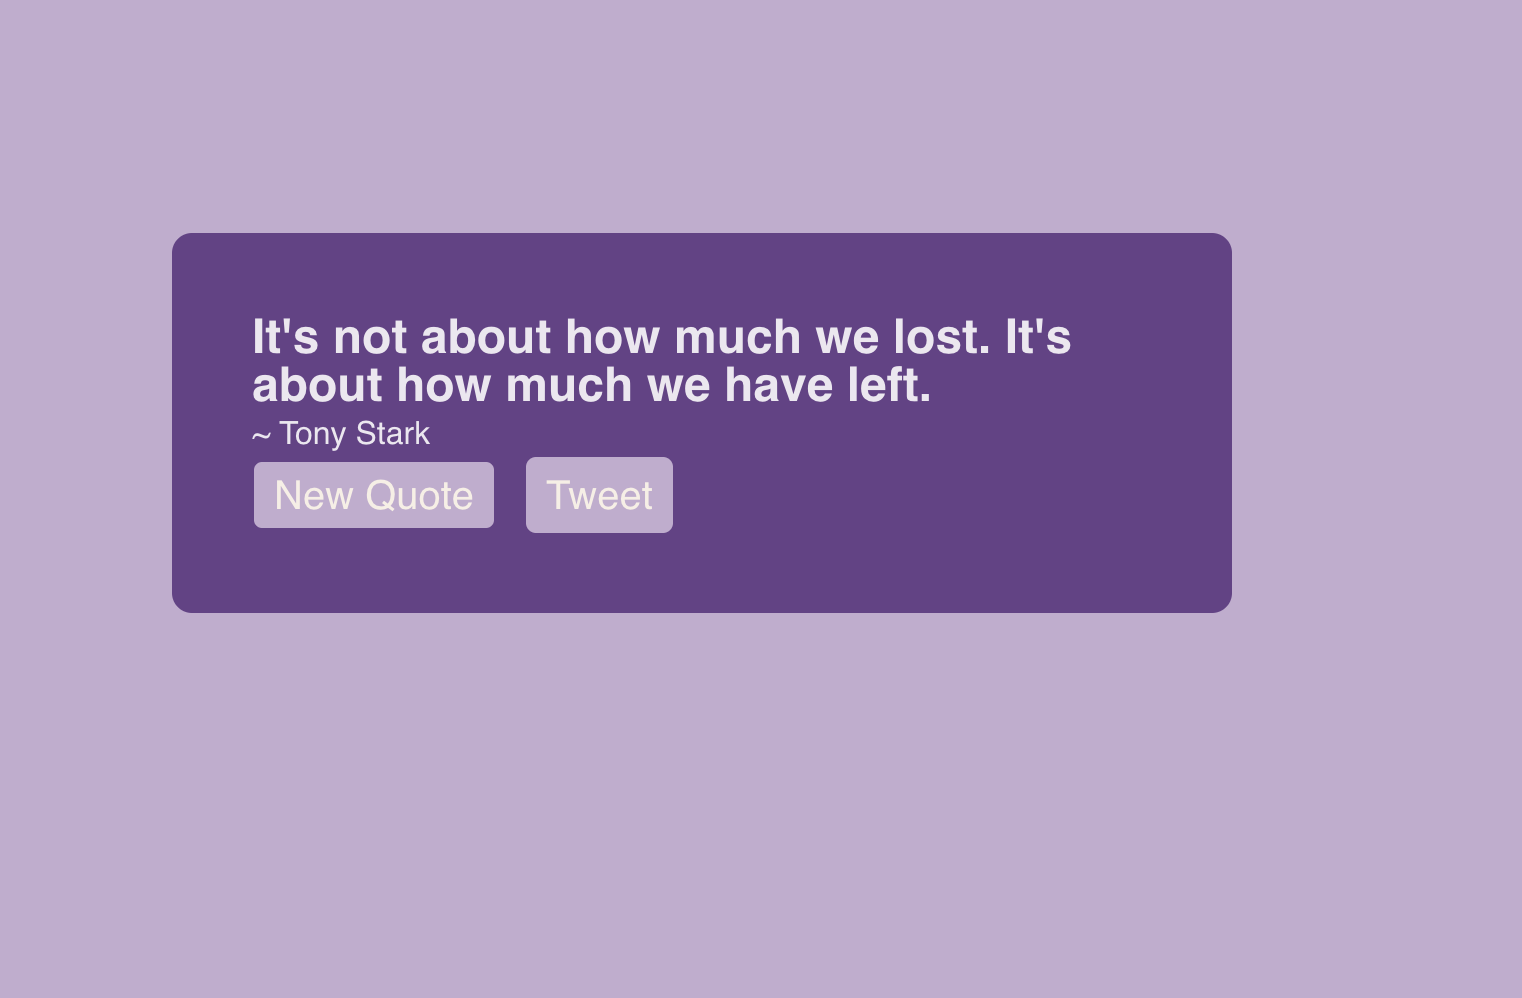 It's not about how much we lost. It's
about how much we have left.
~ Tony Stark
New Quote Tweet